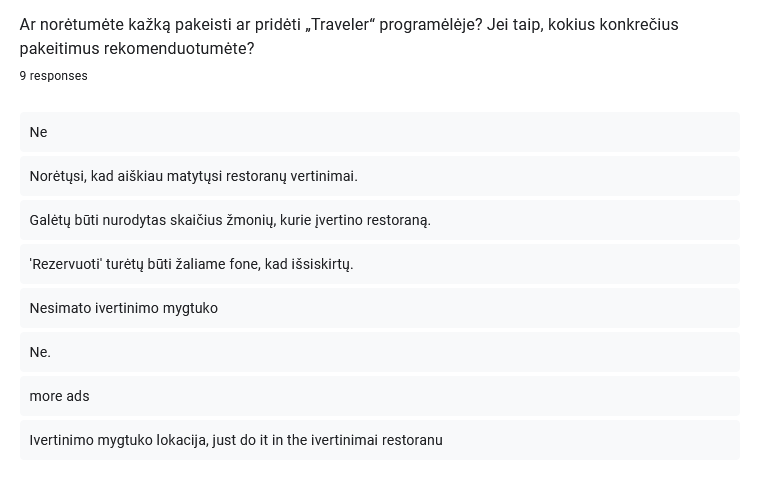 Ar norėtumėte kažką pakeisti ar pridėti „Traveler“ programėlėje? Jei taip, kokius konkrečius
pakeitimus rekomenduotumėte?
9 responses
Ne
Norėtųsi, kad aiškiau matytųsi restoranų vertinimai.
Galėtų būti nurodytas skaičius žmonių, kurie įvertino restoraną.
'Rezervuoti' turėtų būti žaliame fone, kad išsiskirtų.
Nesimato ivertinimo mygtuko
Ne.
more ads
Ivertinimo mygtuko lokacija, just do it in the ivertinimai restoranu